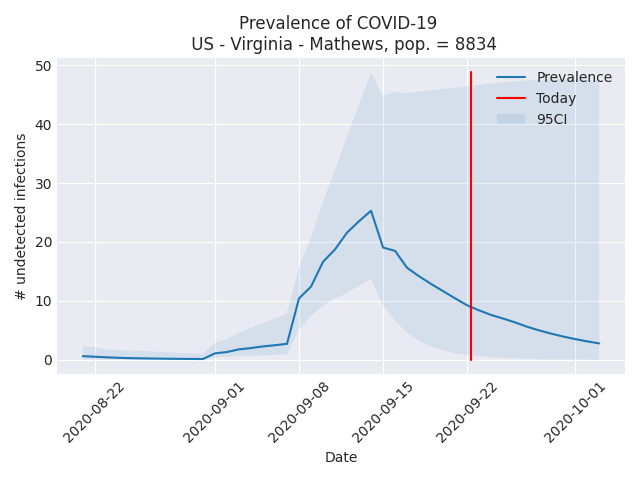 Prevalence of COVID-19
US - Virginia - Mathews, pop. = 8834
50
40
30
20
10
0
# undetected infections
Prevalence
Today
95CI
2020-08-22
2020-09-01
2020-09-08
2020-09-15
2020-09-22
2020-10-01
Date